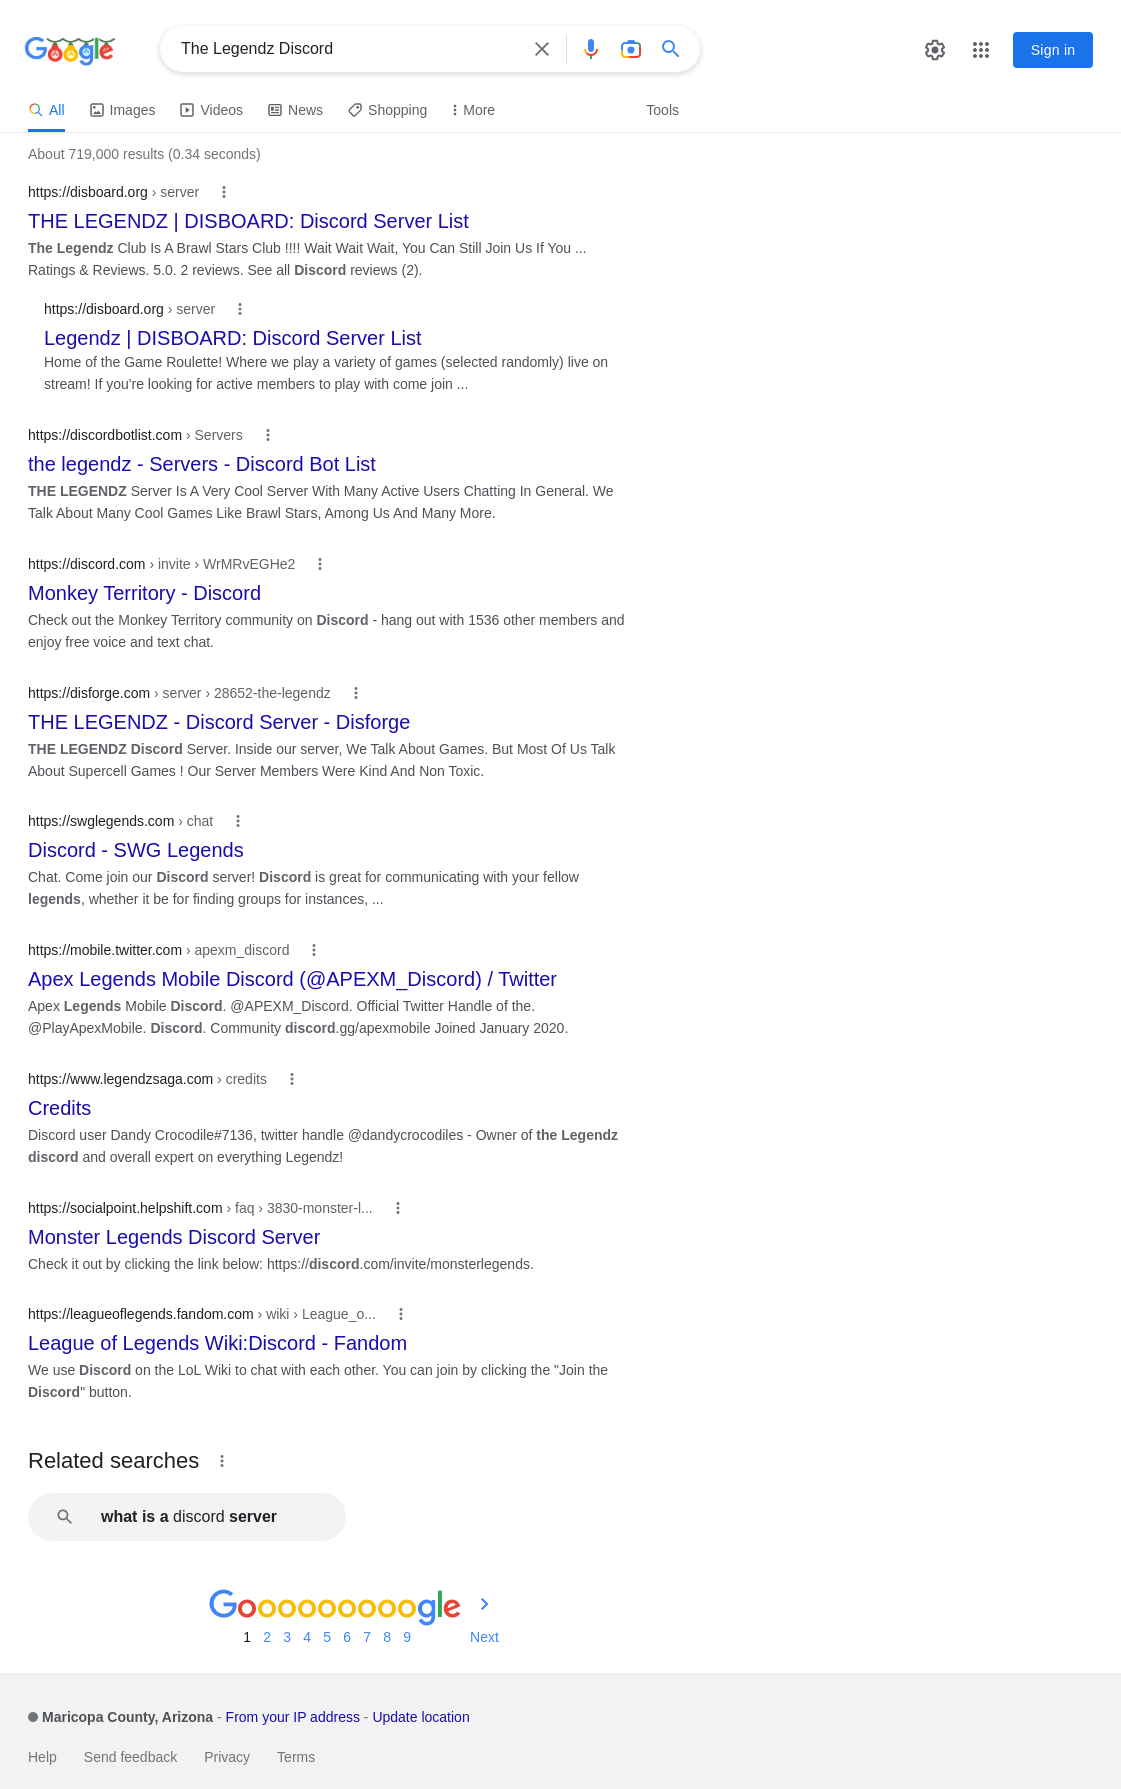 Google
The Legendz Discord
Sign in
All
Images
Videos
News
Shopping
More
Tools
About 719,000 results (0.34 seconds)
https://disboard.org › server
THE LEGENDZ | DISBOARD: Discord Server List
The Legendz Club Is A Brawl Stars Club !!!! Wait Wait Wait, You Can Still Join Us If You ...
Ratings & Reviews. 5.0. 2 reviews. See all Discord reviews (2).
https://disboard.org › server
Legendz | DISBOARD: Discord Server List
Home of the Game Roulette! Where we play a variety of games (selected randomly) live on
stream! If you're looking for active members to play with come join ...
https://discordbotlist.com › Servers
the legendz - Servers - Discord Bot List
THE LEGENDZ Server Is A Very Cool Server With Many Active Users Chatting In General. We
Talk About Many Cool Games Like Brawl Stars, Among Us And Many More.
https://discord.com › invite › WrMRvEGHe2
Monkey Territory - Discord
Check out the Monkey Territory community on Discord - hang out with 1536 other members and
enjoy free voice and text chat.
https://disforge.com › server › 28652-the-legendz
THE LEGENDZ - Discord Server - Disforge
THE LEGENDZ Discord Server. Inside our server, We Talk About Games. But Most Of Us Talk
About Supercell Games ! Our Server Members Were Kind And Non Toxic.
https://swglegends.com › chat
Discord - SWG Legends
Chat. Come join our Discord server! Discord is great for communicating with your fellow
legends, whether it be for finding groups for instances, ...
https://mobile.twitter.com › apexm_discord
Apex Legends Mobile Discord (@APEXM_Discord) / Twitter
Apex Legends Mobile Discord. @APEXM_Discord. Official Twitter Handle of the.
@PlayApexMobile. Discord. Community discord.gg/apexmobile Joined January 2020.
https://www.legendzsaga.com › credits
Credits
Discord user Dandy Crocodile#7136, twitter handle @dandycrocodiles - Owner of the Legendz
discord and overall expert on everything Legendz!
https://socialpoint.helpshift.com › faq › 3830-monster-l...
Monster Legends Discord Server
Check it out by clicking the link below: https://discord.com/invite/monsterlegends.
https://leagueoflegends.fandom.com › wiki › League_o...
League of Legends Wiki:Discord - Fandom
We use Discord on the LoL Wiki to chat with each other. You can join by clicking the "Join the
Discord" button.
Related searches
what is a discord server
Goooooooooogle
1 2 3 4 5 6 7 8 9 Next
Maricopa County, Arizona - From your IP address - Update location
Help Send feedback Privacy Terms